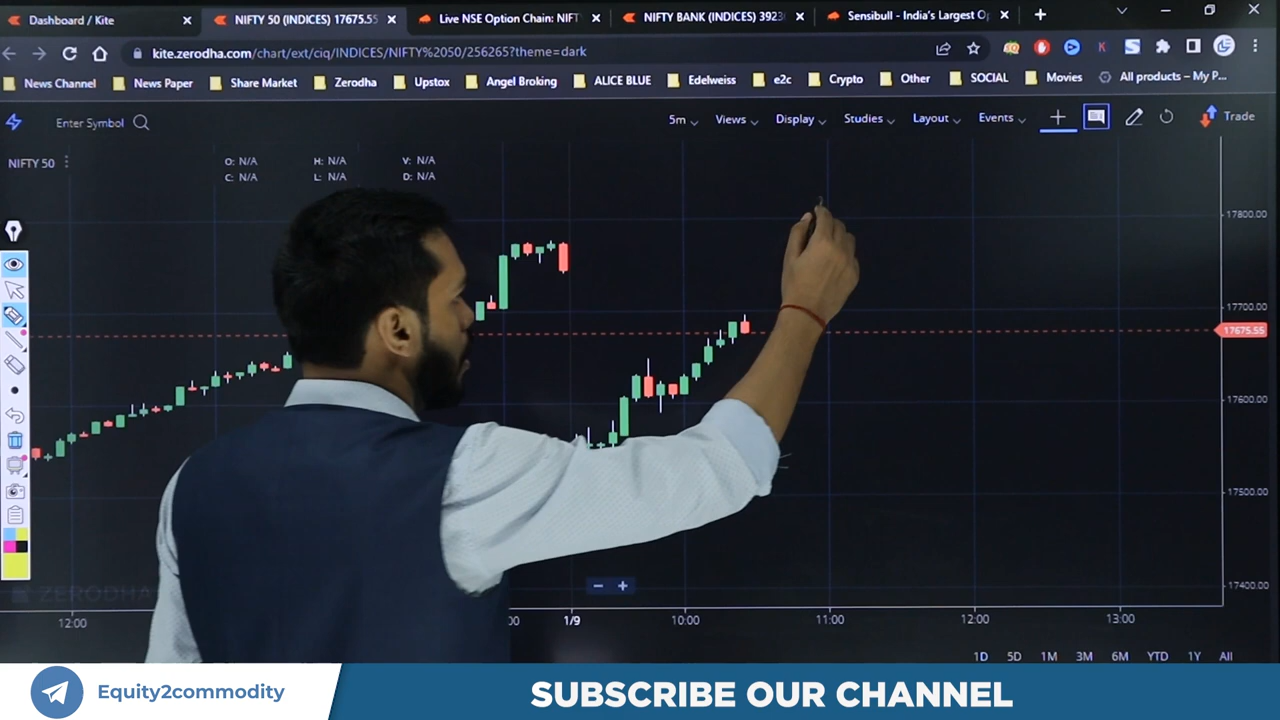 Dashboard / Kite
NIFTY 50 (INDICES) 17675.55
Live NSE Option Chain: NIFT
NIFTY BANK (INDICES) 3923
Sensibull - India's Largest Op
kite.zerodha.com/chart/ext/ciq/INDICES/NIFTY%2050/256265?theme=dark
News Channel News Paper Share Market Zerodha Upstox Angel Broking ALICE BLUE Edelweiss e2c Crypto Other SOCIAL Movies All products – My P...
Enter Symbol 5m Views Display Studies Layout Events Trade
NIFTY 50 O: N/A H: N/A V: N/A
C: N/A L: N/A D: N/A
17800.00
17700.00
17675.55
17600.00
17500.00
17400.00
ZERODHA
12:00 1/9 10:00 11:00 12:00 13:00
1D 5D 1M 3M 6M YTD 1Y All
Equity2commodity
SUBSCRIBE OUR CHANNEL